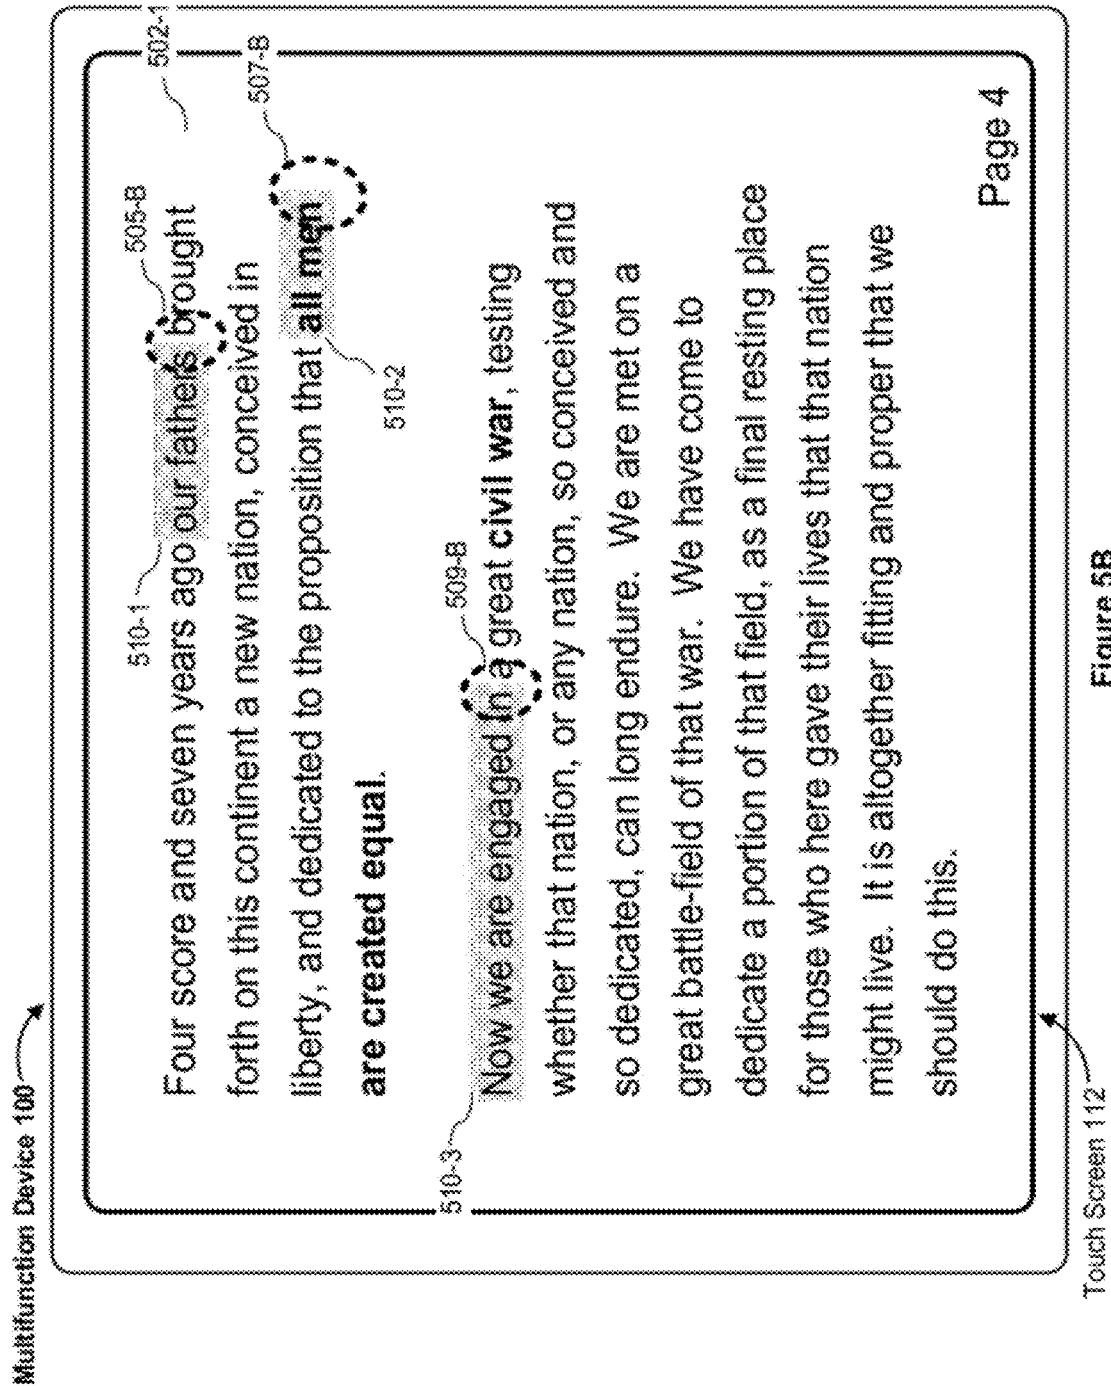 Multifunction Device 100
502-1
505-B
507-B
510-1
Four score and seven years ago our fathers brought
forth on this continent a new nation, conceived in
liberty, and dedicated to the proposition that all men
510-2
are created equal.
509-B
510-3
Now we are engaged in a great civil war, testing
whether that nation, or any nation, so conceived and
so dedicated, can long endure. We are met on a
great battle-field of that war. We have come to
dedicate a portion of that field, as a final resting place
for those who here gave their lives that that nation
might live. It is altogether fitting and proper that we
should do this.
Page 4
Touch Screen 112
Figure 5B